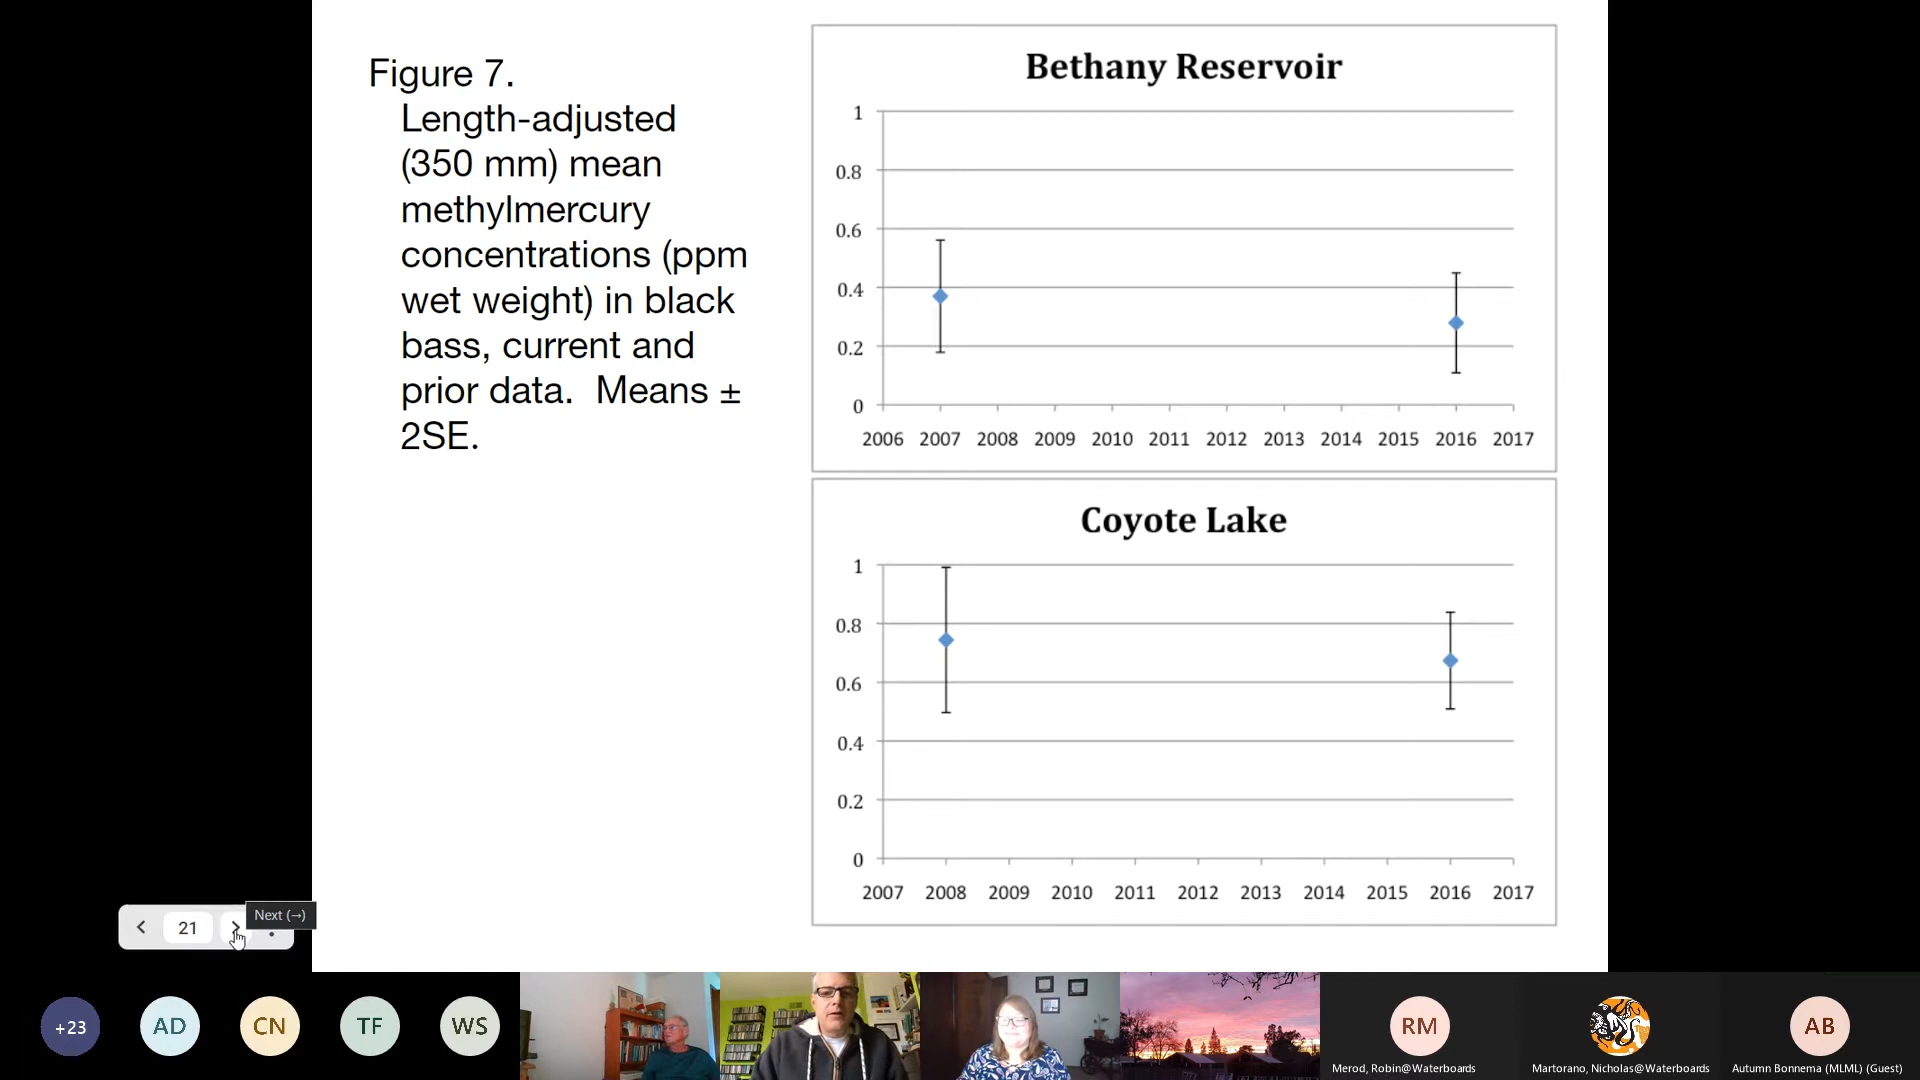 Figure 7.
Length-adjusted
(350 mm) mean
methylmercury
concentrations (ppm
wet weight) in black
bass, current and
prior data.  Means ±
2SE.
Bethany Reservoir
1
0.8
0.6
0.4
0.2
0
2006 2007 2008 2009 2010 2011 2012 2013 2014 2015 2016 2017
Coyote Lake
1
0.8
0.6
0.4
0.2
0
2007 2008 2009 2010 2011 2012 2013 2014 2015 2016 2017
Next (→)
21
+23
AD
CN
TF
WS
RM
AB
Merod, Robin@Waterboards
Martorano, Nicholas@Waterboards
Autumn Bonnema (MLML) (Guest)